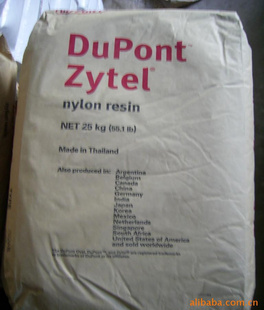 DuPont™
Zytel®
nylon resin
NET 25 kg (55.1 lb)
Made in Thailand
Also produced in: Argentina
Belgium
Canada
China
Germany
India
Japan
Korea
Mexico
Netherlands
Singapore
South Africa
United States of America
and sold worldwide
alibaba.com.cn